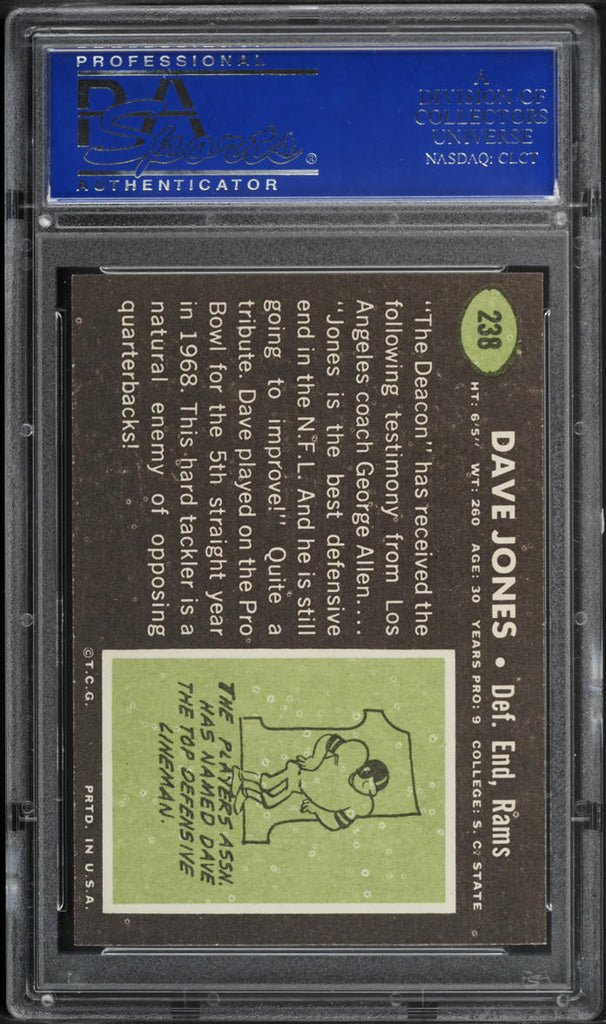 PROFESSIONAL
PSA
Sports®
AUTHENTICATOR
A
DIVISION OF
COLLECTORS
UNIVERSE
NASDAQ: CLCT
238
DAVE JONES • Def. End, Rams
HT: 6'5" WT: 260 AGE: 30 YEARS PRO: 9 COLLEGE: S. C. STATE
"The Deacon" has received the
following testimony from Los
Angeles coach George Allen....
"Jones is the best defensive
end in the N.F.L. And he is still
going to improve!" Quite a
tribute. Dave played on the Pro-
Bowl for the 5th straight year
in 1968. This hard tackler is a
natural enemy of opposing
quarterbacks!
THE PLAYERS ASSN.
HAS NAMED DAVE
THE TOP DEFENSIVE
LINEMAN.
© T.C.G. PRTD. IN U.S.A.